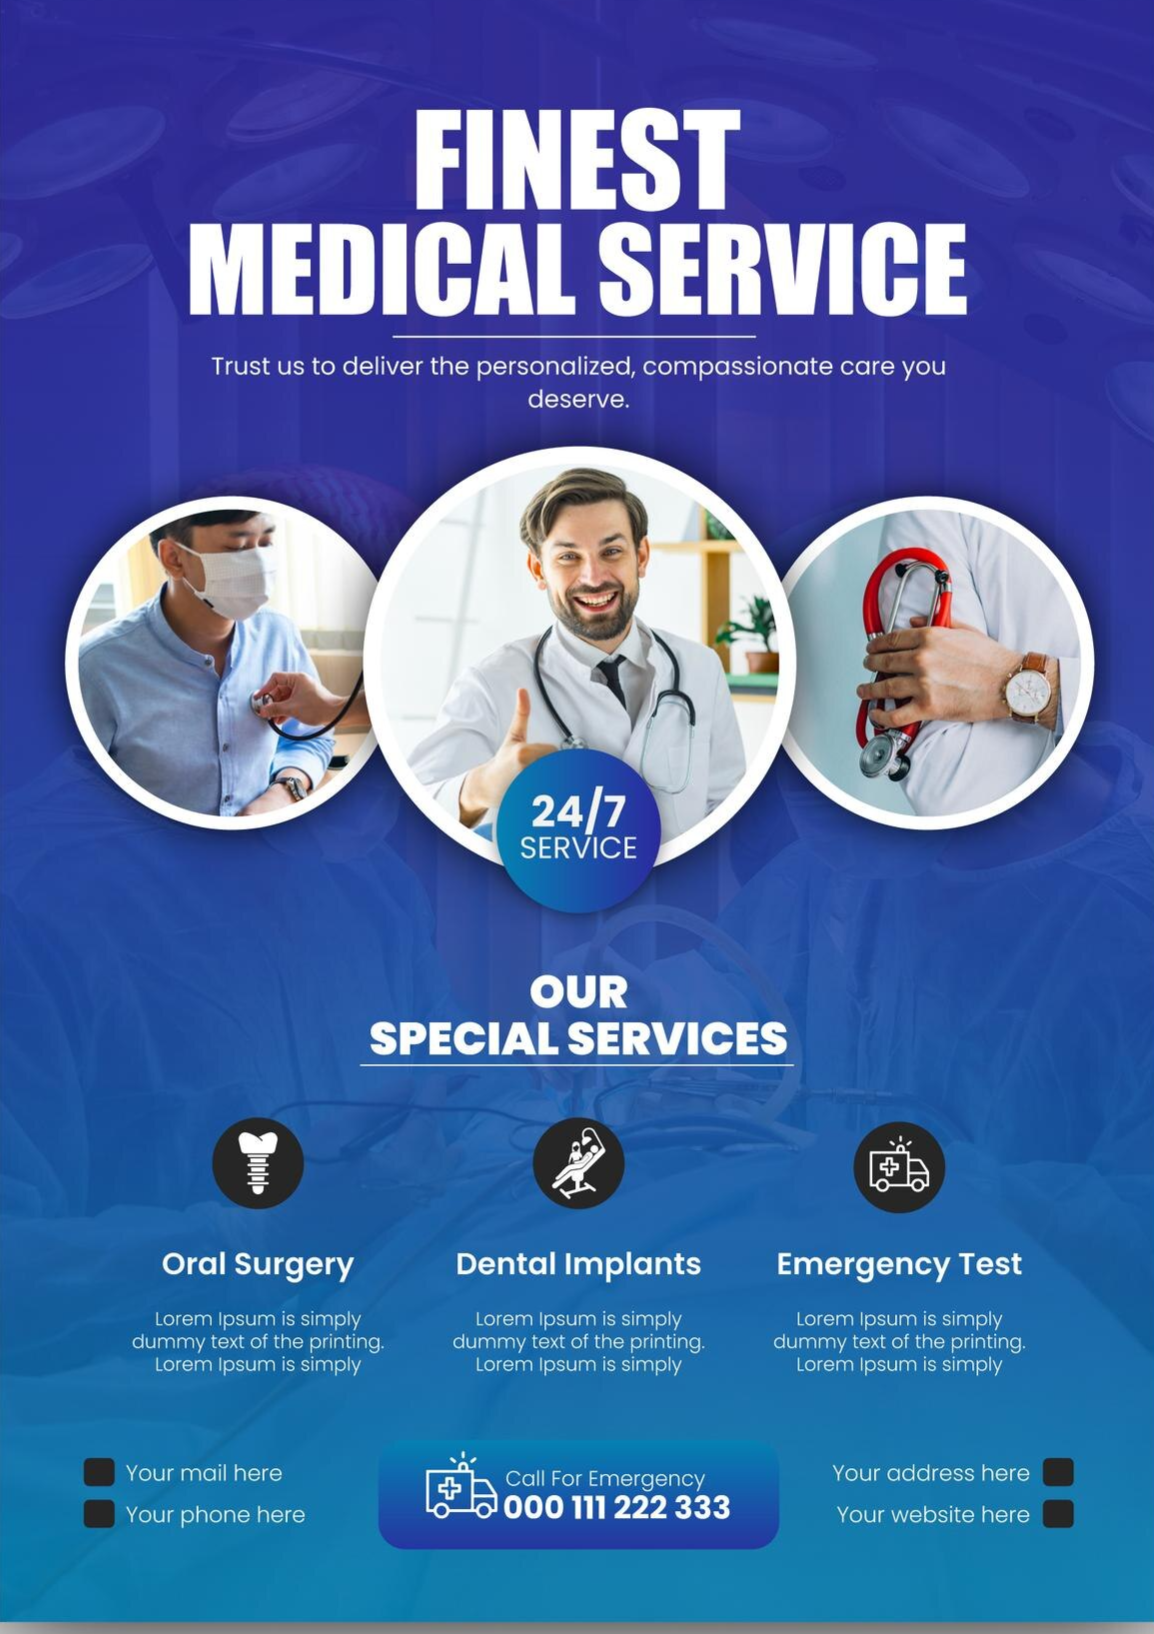 FINEST
MEDICAL SERVICE
Trust us to deliver the personalized, compassionate care you
deserve.
24/7
SERVICE
OUR
SPECIAL SERVICES
Oral Surgery
Lorem Ipsum is simply
dummy text of the printing.
Lorem Ipsum is simply
Dental Implants
Lorem Ipsum is simply
dummy text of the printing.
Lorem Ipsum is simply
Emergency Test
Lorem Ipsum is simply
dummy text of the printing.
Lorem Ipsum is simply
Your mail here
Your phone here
Call For Emergency
000 111 222 333
Your address here
Your website here